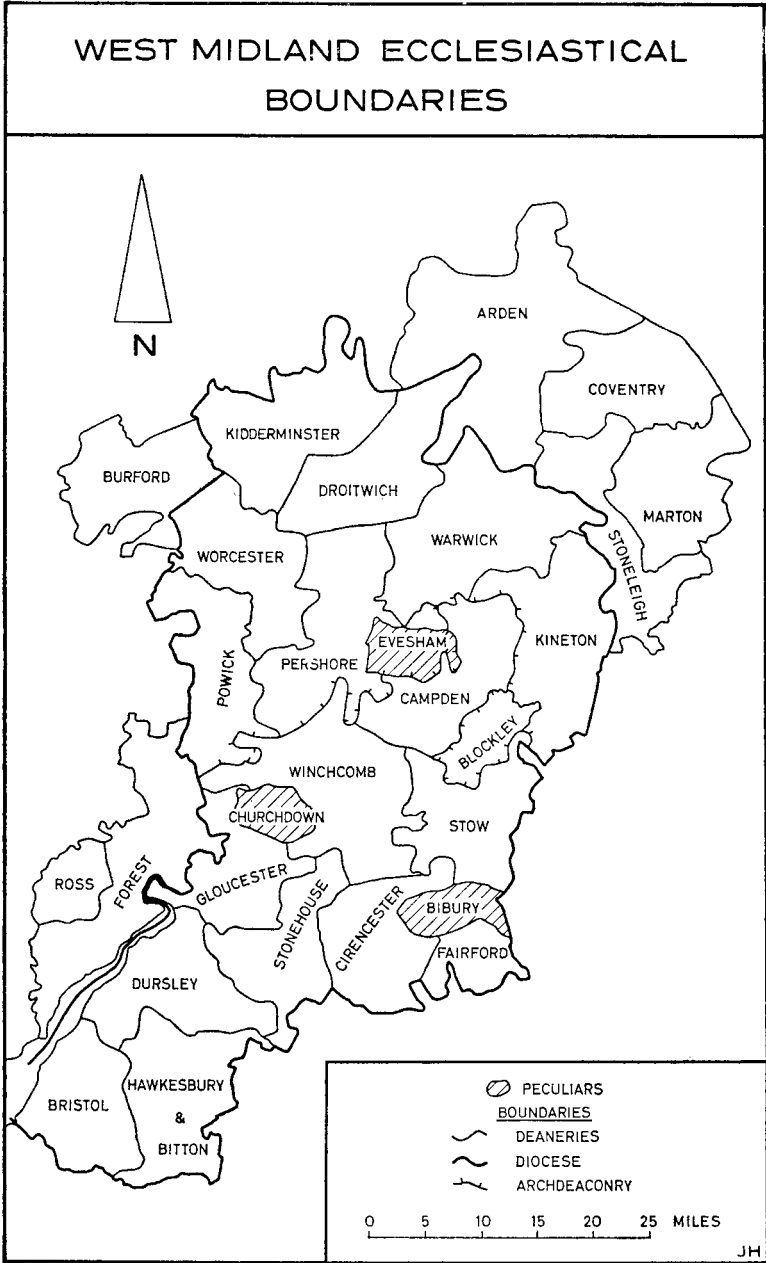 WEST MIDLAND ECCLESIASTICAL
BOUNDARIES
N
ARDEN
COVENTRY
KIDDERMINSTER
BURFORD
DROITWICH
MARTON
WARWICK
WORCESTER
STONELEIGH
KINETON
EVESHAM
PERSHORE
POWICK
CAMPDEN
BLOCKLEY
WINCHCOMB
CHURCHDOWN
STOW
ROSS
FOREST
GLOUCESTER
STONEHOUSE
CIRENCESTER
BIBURY
FAIRFORD
DURSLEY
HAWKESBURY
&
BITTON
BRISTOL
PECULIARS
BOUNDARIES
DEANERIES
DIOCESE
ARCHDEACONRY
0 5 10 15 20 25 MILES
JH